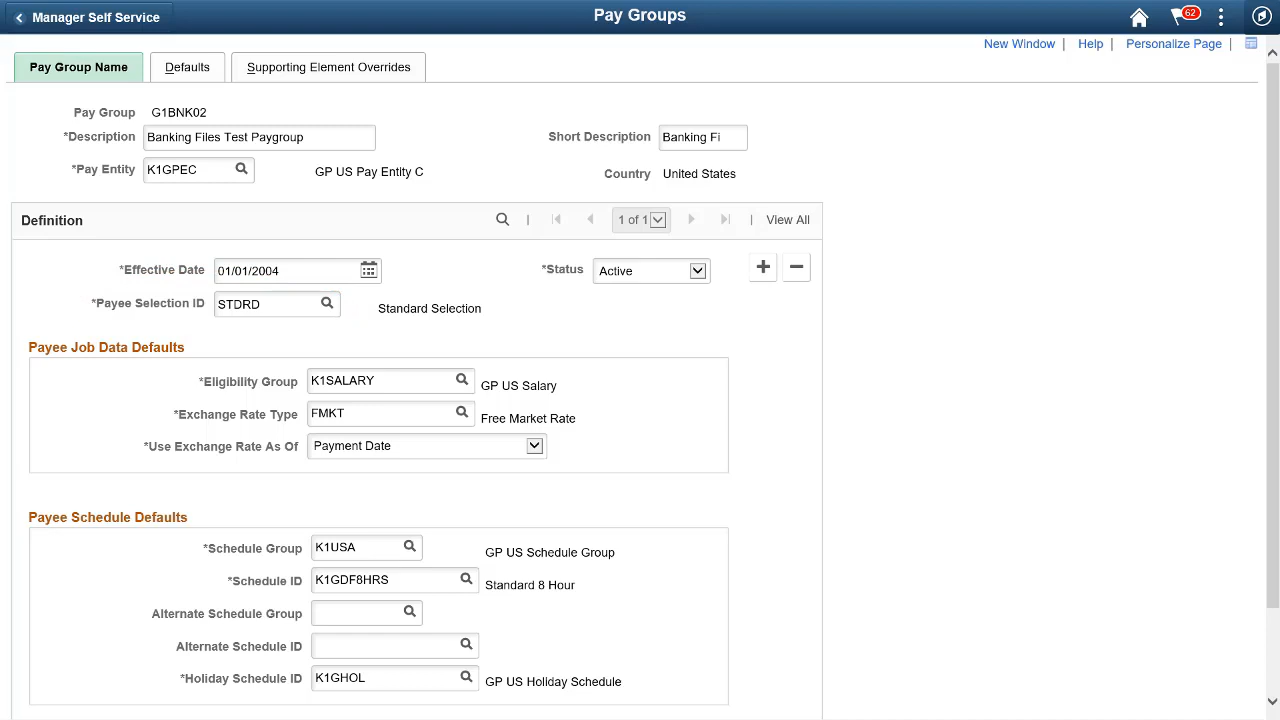 Manager Self Service
Pay Groups
62
New Window | Help | Personalize Page |
Pay Group Name
Defaults
Supporting Element Overrides
Pay Group G1BNK02
*Description Banking Files Test Paygroup
Short Description Banking Fi
*Pay Entity K1GPEC GP US Pay Entity C
Country United States
Definition
1 of 1
| View All
*Effective Date 01/01/2004
*Status Active
*Payee Selection ID STDRD Standard Selection
Payee Job Data Defaults
*Eligibility Group K1SALARY GP US Salary
*Exchange Rate Type FMKT Free Market Rate
*Use Exchange Rate As Of Payment Date
Payee Schedule Defaults
*Schedule Group K1USA GP US Schedule Group
*Schedule ID K1GDF8HRS Standard 8 Hour
Alternate Schedule Group
Alternate Schedule ID
*Holiday Schedule ID K1GHOL GP US Holiday Schedule